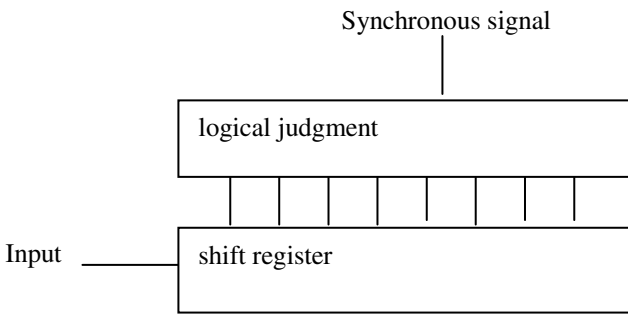 Synchronous signal
logical judgment
Input
shift register